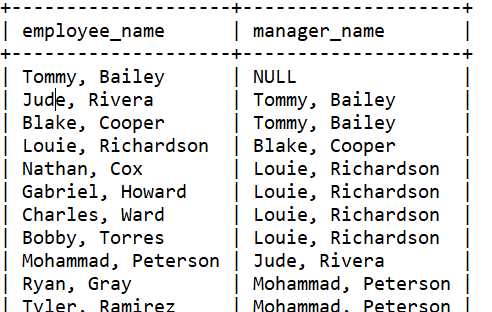 +--------------------+--------------------+
| employee_name      | manager_name       |
+--------------------+--------------------+
| Tommy, Bailey      | NULL               |
| Jude, Rivera       | Tommy, Bailey      |
| Blake, Cooper      | Tommy, Bailey      |
| Louie, Richardson  | Blake, Cooper      |
| Nathan, Cox        | Louie, Richardson  |
| Gabriel, Howard    | Louie, Richardson  |
| Charles, Ward      | Louie, Richardson  |
| Bobby, Torres      | Louie, Richardson  |
| Mohammad, Peterson | Jude, Rivera       |
| Ryan, Gray         | Mohammad, Peterson |
| Tyler, Ramirez     | Mohammad, Peterson |